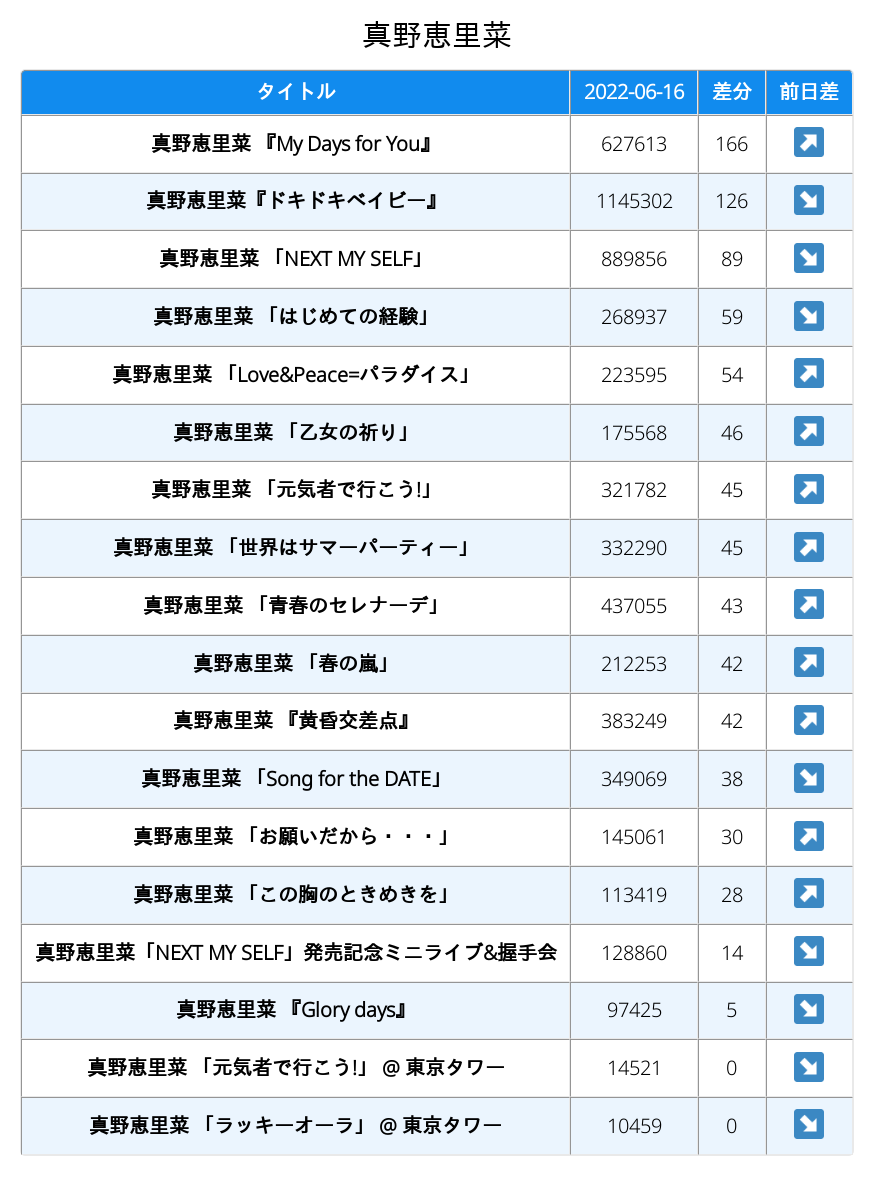 真野恵里菜
タイトル 2022-06-16 差分 前日差
真野恵里菜 『My Days for You』 627613 166 ↗
真野恵里菜『ドキドキベイビー』 1145302 126 ↘
真野恵里菜 「NEXT MY SELF」 889856 89 ↘
真野恵里菜 「はじめての経験」 268937 59 ↘
真野恵里菜 「Love&Peace=パラダイス」 223595 54 ↗
真野恵里菜 「乙女の祈り」 175568 46 ↗
真野恵里菜 「元気者で行こう!」 321782 45 ↗
真野恵里菜 「世界はサマーパーティー」 332290 45 ↗
真野恵里菜 「青春のセレナーデ」 437055 43 ↗
真野恵里菜 「春の嵐」 212253 42 ↗
真野恵里菜 『黄昏交差点』 383249 42 ↗
真野恵里菜 「Song for the DATE」 349069 38 ↘
真野恵里菜 「お願いだから・・・」 145061 30 ↗
真野恵里菜 「この胸のときめきを」 113419 28 ↗
真野恵里菜「NEXT MY SELF」発売記念ミニライブ&握手会 128860 14 ↘
真野恵里菜 『Glory days』 97425 5 ↘
真野恵里菜 「元気者で行こう!」 @ 東京タワー 14521 0 ↘
真野恵里菜 「ラッキーオーラ」 @ 東京タワー 10459 0 ↘